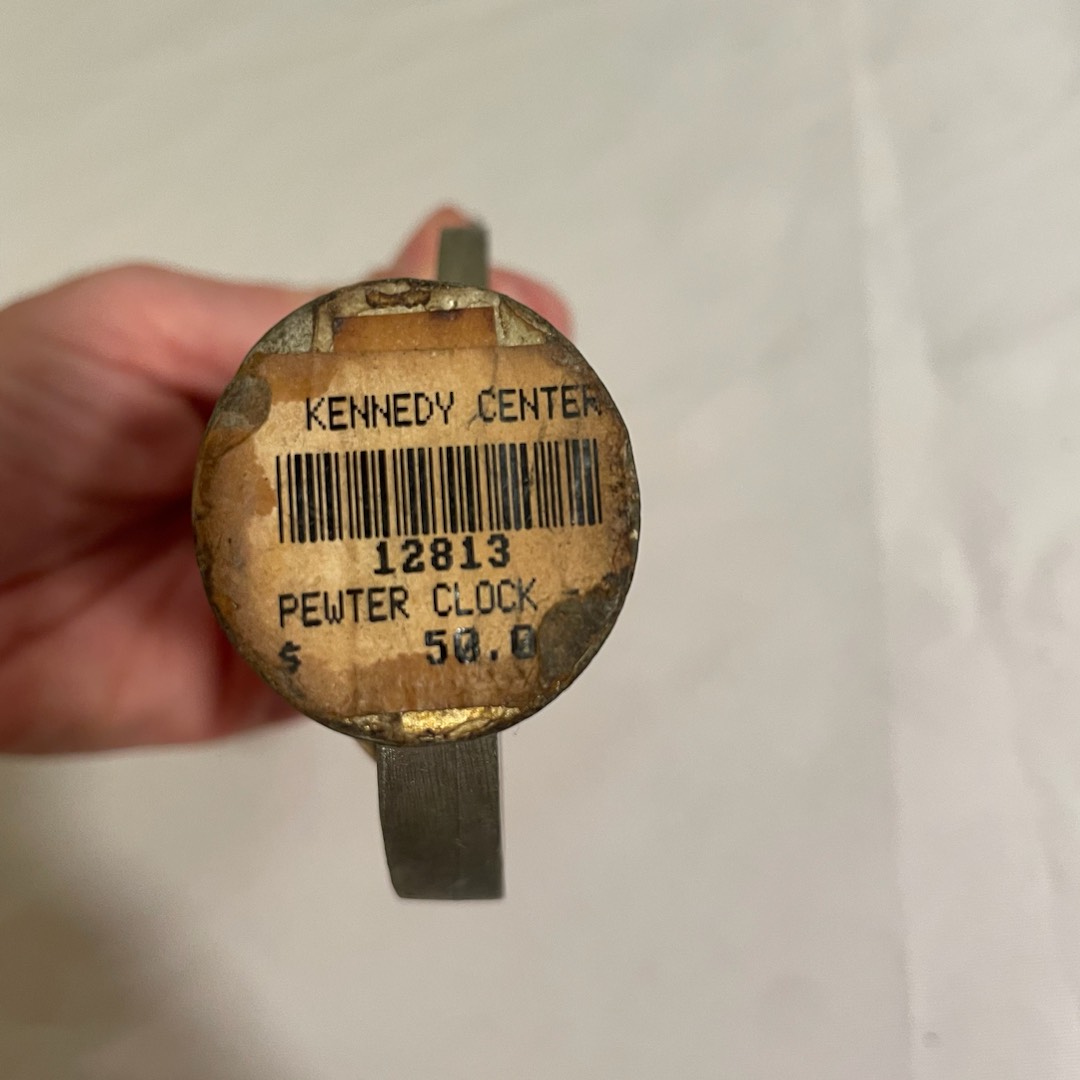 KENNEDY CENTER
12813
PEWTER CLOCK -
$ 50.0